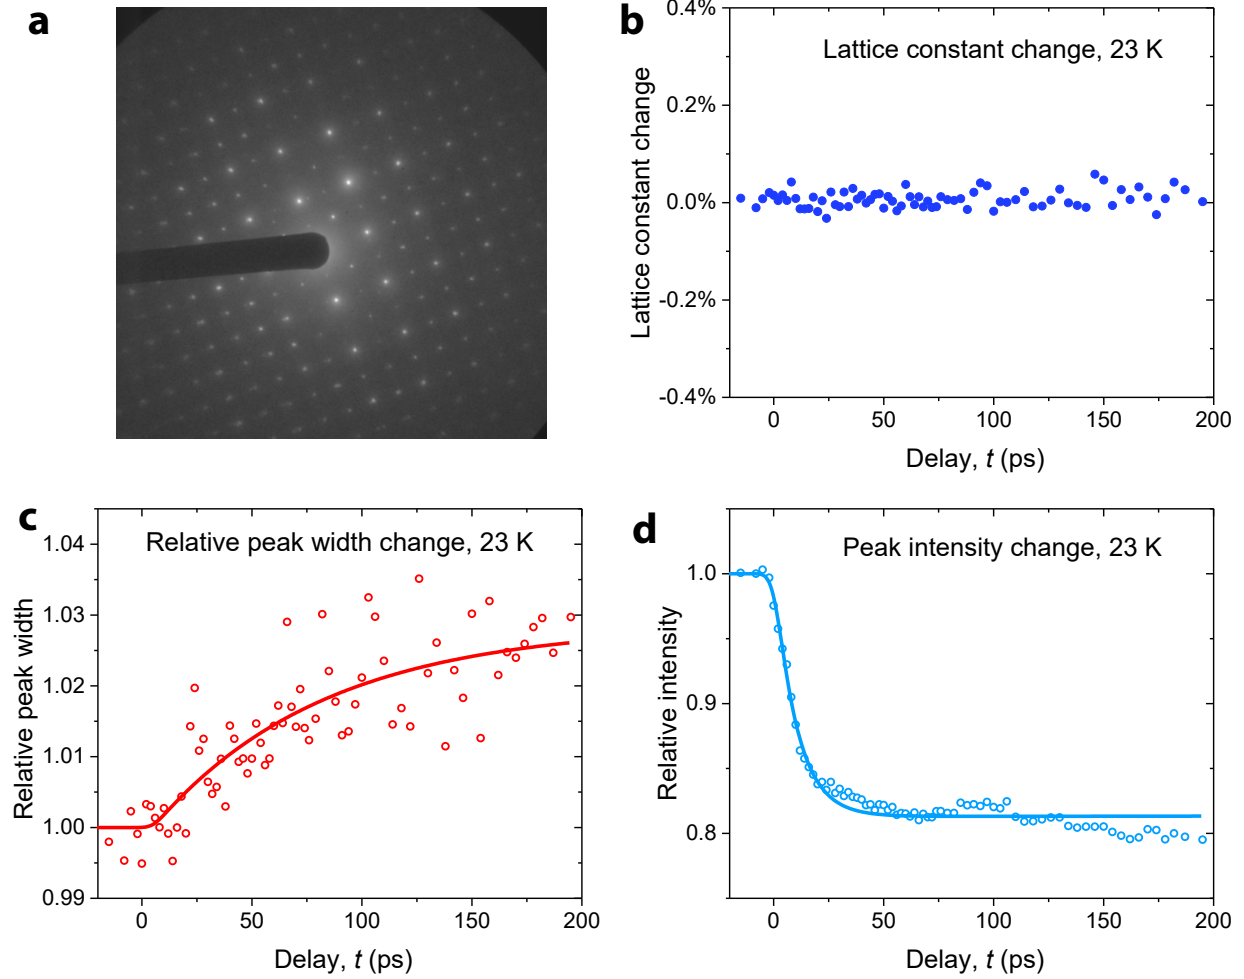 a
b
0.4%
0.2%
0.0%
-0.2%
-0.4%
Lattice constant change
Lattice constant change, 23 K
0 50 100 150 200
Delay, t (ps)
c
1.04
1.03
1.02
1.01
1.00
0.99
Relative peak width
Relative peak width change, 23 K
0 50 100 150 200
Delay, t (ps)
d
1.0
0.9
0.8
Relative intensity
Peak intensity change, 23 K
0 50 100 150 200
Delay, t (ps)